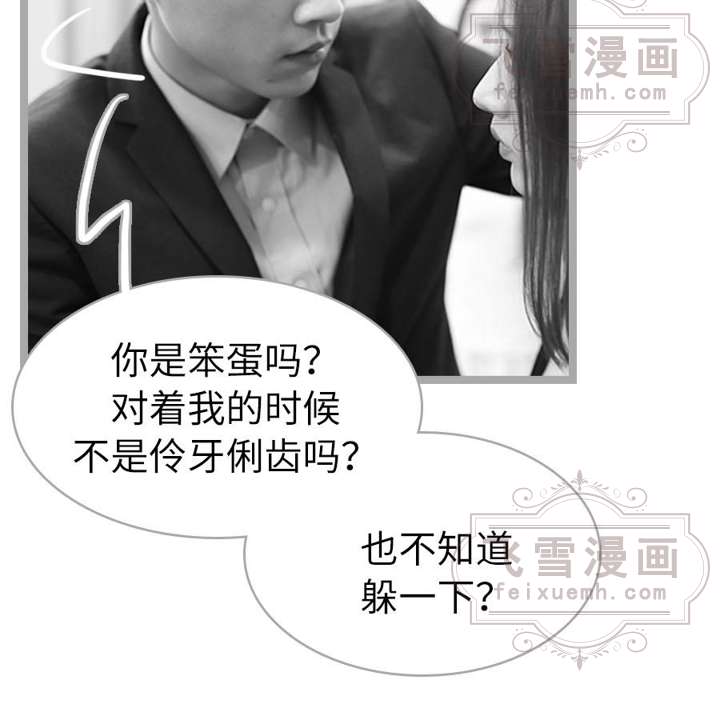 飞雪漫画
feixuemh.com
你是笨蛋吗？
对着我的时候
不是伶牙俐齿吗？
也不知道
躲一下？
飞雪漫画
feixuemh.com